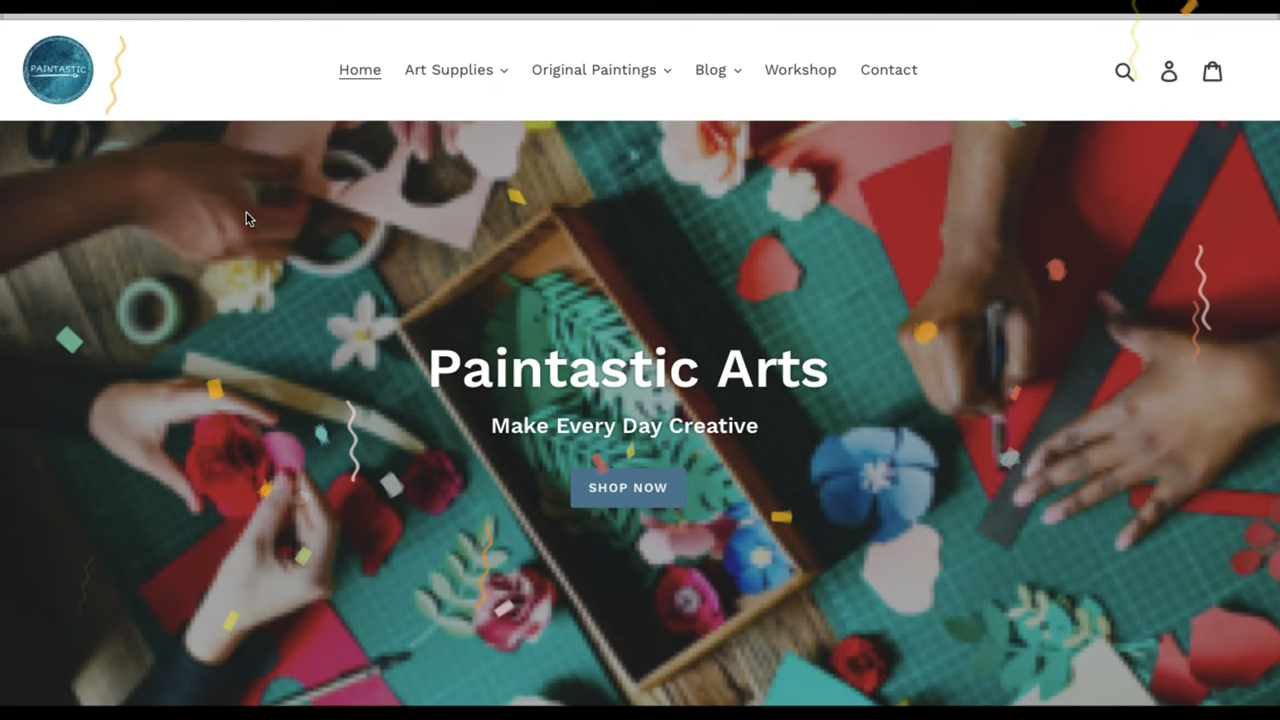 PAINTASTIC
Home Art Supplies Original Paintings Blog Workshop Contact
Paintastic Arts
Make Every Day Creative
SHOP NOW